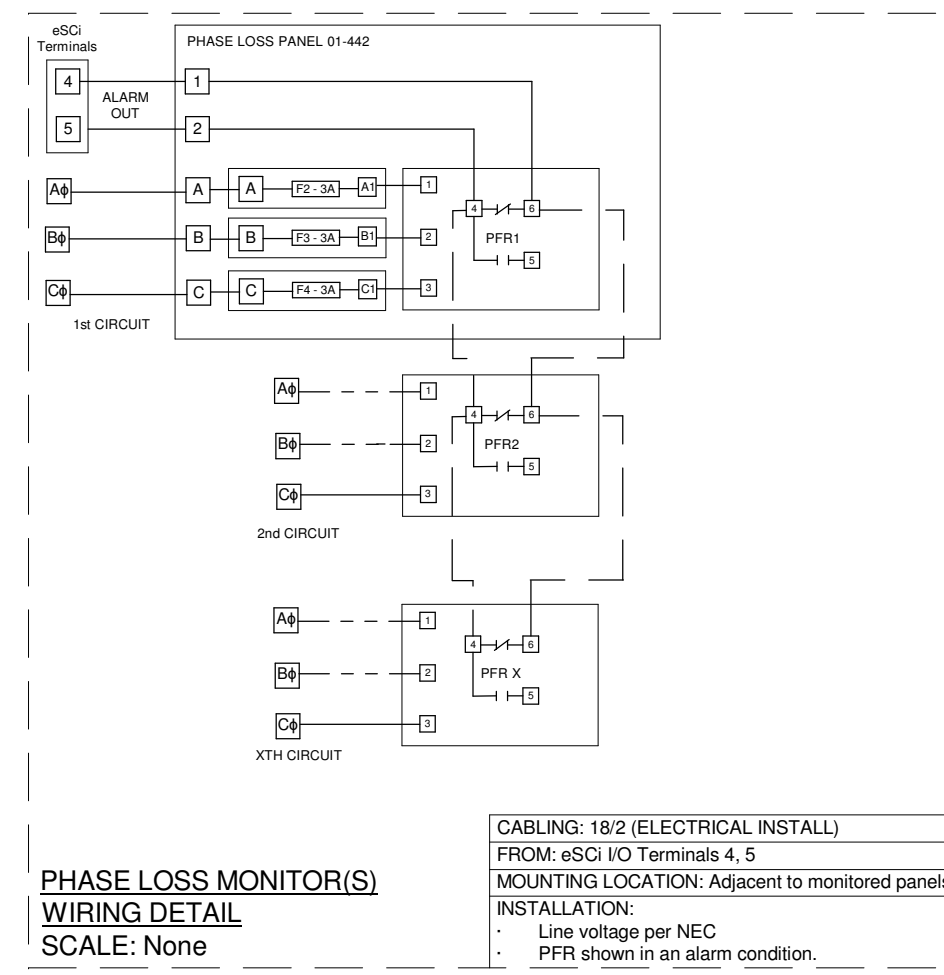 eSCi
Terminals
PHASE LOSS PANEL 01-442
4
1
ALARM
OUT
5
2
Aϕ
A
A
F2 - 3A
A1
1
4
6
Bϕ
B
B
F3 - 3A
B1
2
PFR1
5
Cϕ
C
C
F4 - 3A
C1
3
1st CIRCUIT
Aϕ
1
4
6
Bϕ
2
PFR2
5
Cϕ
3
2nd CIRCUIT
Aϕ
1
4
6
Bϕ
2
PFR X
5
Cϕ
3
XTH CIRCUIT
PHASE LOSS MONITOR(S)
WIRING DETAIL
SCALE: None
CABLING: 18/2 (ELECTRICAL INSTALL)
FROM: eSCi I/O Terminals 4, 5
MOUNTING LOCATION: Adjacent to monitored panels
INSTALLATION:
· Line voltage per NEC
· PFR shown in an alarm condition.